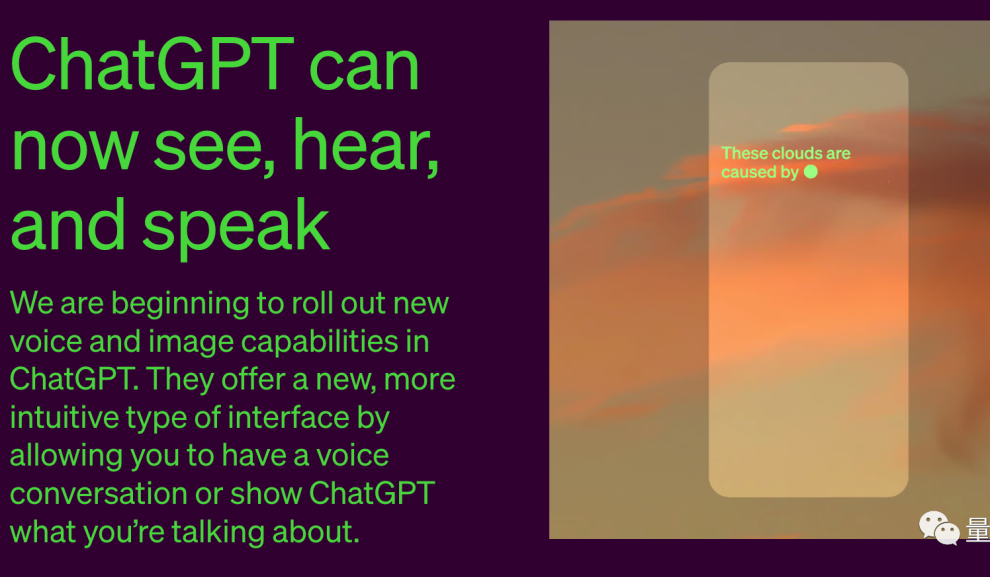 ChatGPT can
now see, hear,
and speak
We are beginning to roll out new
voice and image capabilities in
ChatGPT. They offer a new, more
intuitive type of interface by
allowing you to have a voice
conversation or show ChatGPT
what you’re talking about.
These clouds are
caused by
量